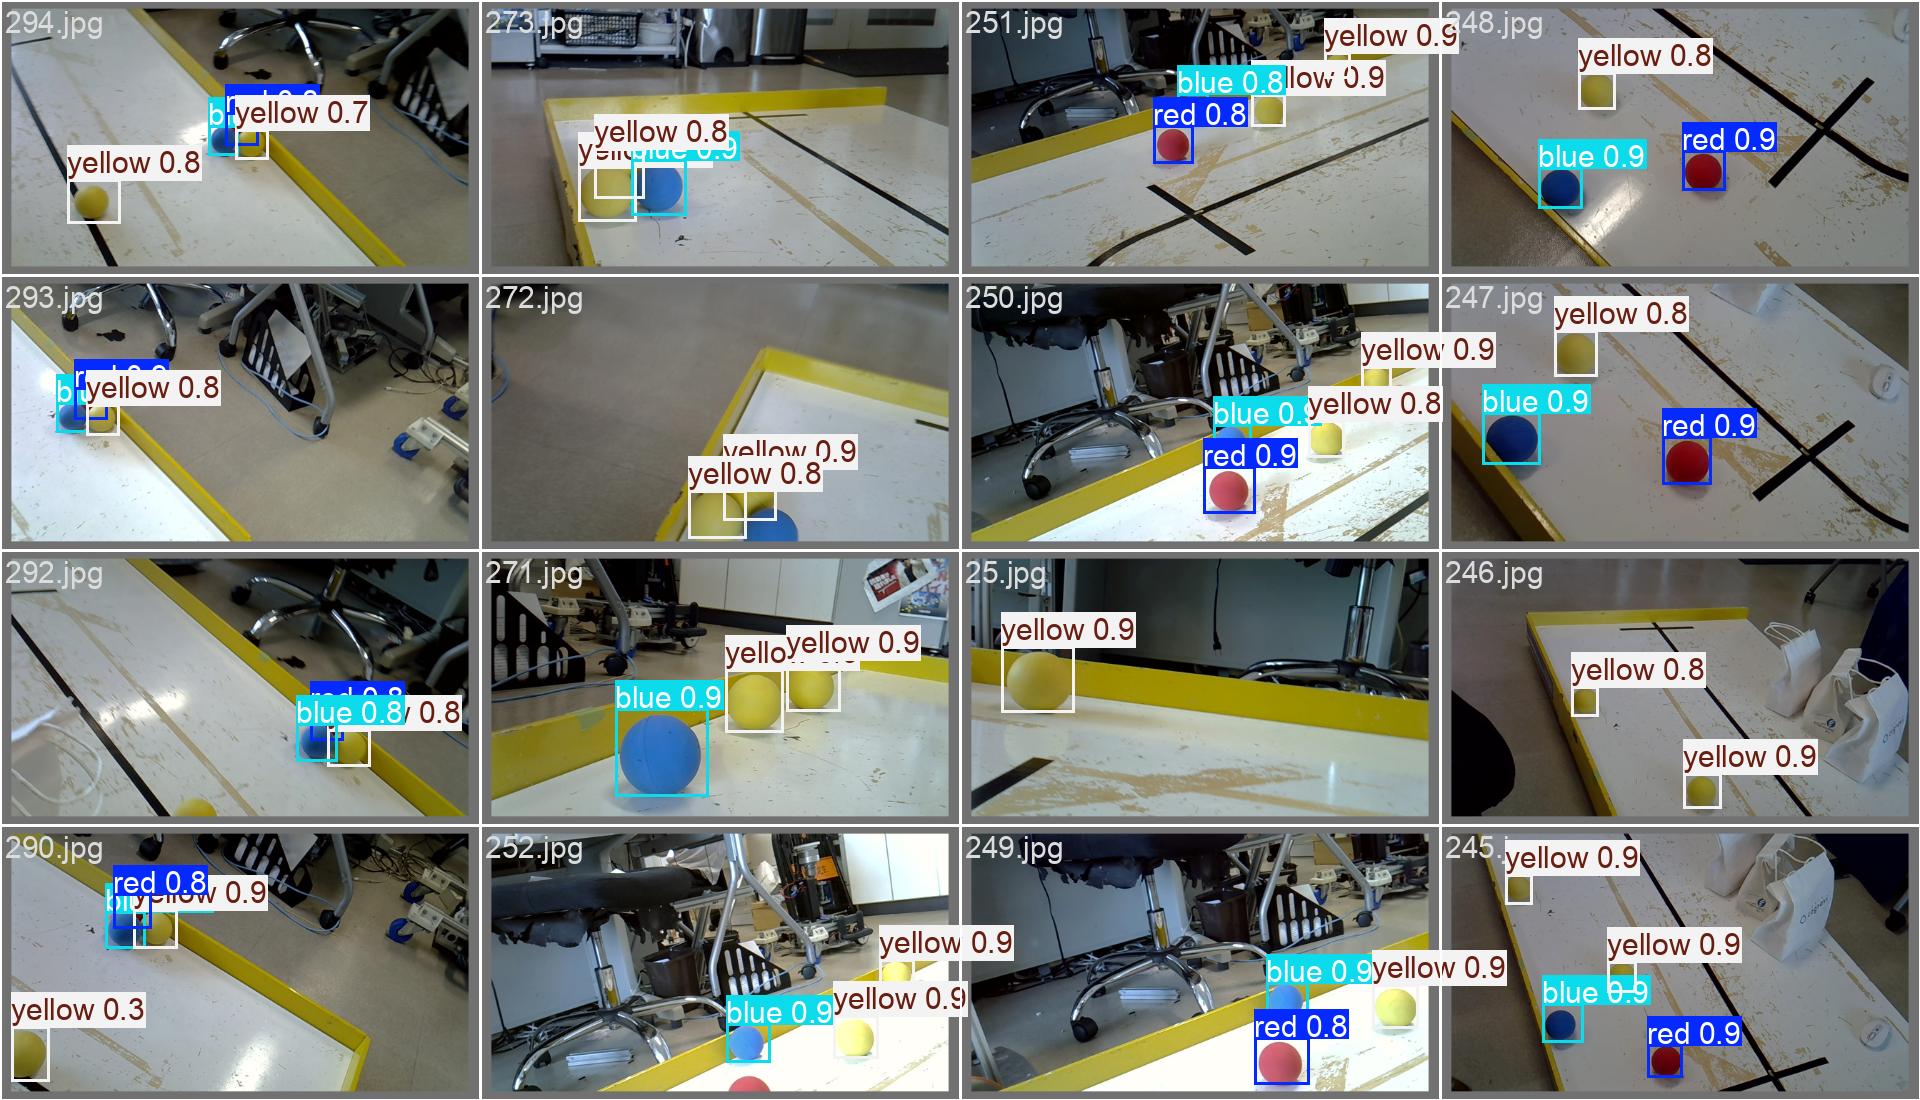 294.jpg
yellow 0.7
yellow 0.8
273.jpg
yellow 0.8
blue 0.9
251.jpg
yellow 0.9
blue 0.8
red 0.8
248.jpg
yellow 0.8
red 0.9
blue 0.9
293.jpg
yellow 0.8
272.jpg
yellow 0.9
yellow 0.8
250.jpg
yellow 0.9
yellow 0.8
red 0.9
247.jpg
yellow 0.8
blue 0.9
red 0.9
292.jpg
red 0.8
blue 0.8
271.jpg
yellow 0.9
blue 0.9
25.jpg
yellow 0.9
246.jpg
yellow 0.8
yellow 0.9
290.jpg
red 0.8
yellow 0.9
yellow 0.3
252.jpg
yellow 0.9
yellow 0.9
blue 0.9
249.jpg
blue 0.9
yellow 0.9
red 0.8
245.
yellow 0.9
yellow 0.9
blue 0.9
red 0.9